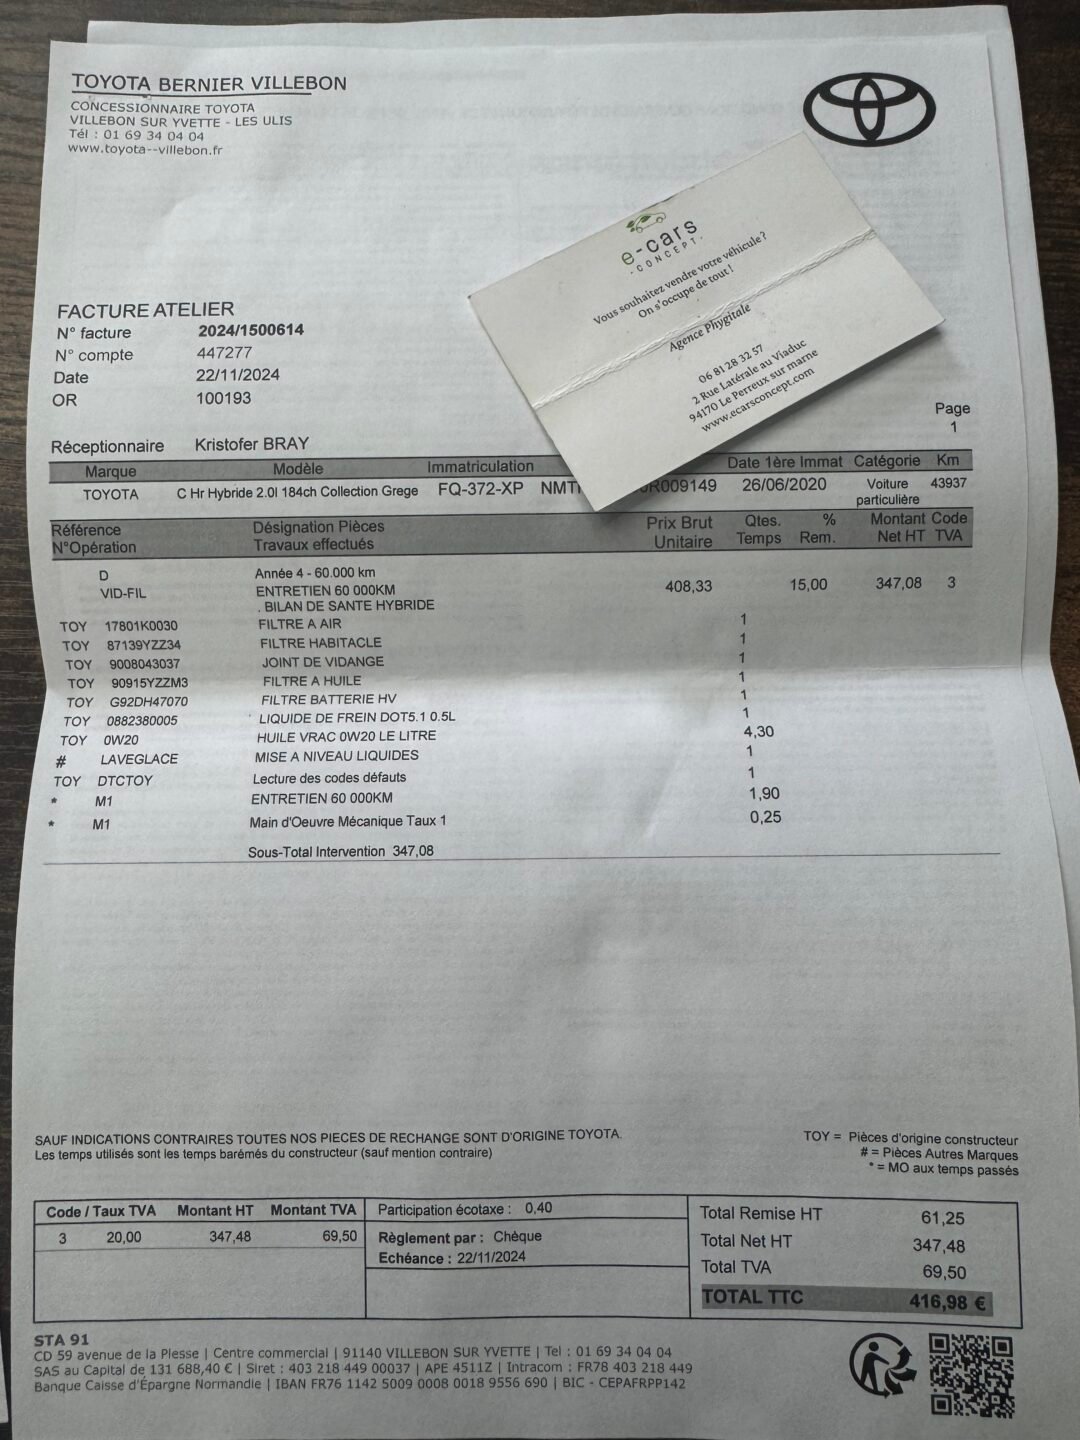 TOYOTA BERNIER VILLEBON
CONCESSIONNAIRE TOYOTA
VILLEBON SUR YVETTE - LES ULIS
Tél : 01 69 34 04 04
www.toyota--villebon.fr
e-cars
- CONCEPT -
Vous souhaitez vendre votre véhicule ?
On s'occupe de tout !
Agence Phygitale
06 81 28 32 57
2 Rue Latérale au Viaduc
94170 Le Perreux sur marne
www.ecarsconcept.com
FACTURE ATELIER
N° facture 2024/1500614
N° compte 447277
Date 22/11/2024
OR 100193
Page
1
Réceptionnaire Kristofer BRAY
Marque Modèle Immatriculation Date 1ère Immat Catégorie Km
TOYOTA C Hr Hybride 2.0l 184ch Collection Grege FQ-372-XP 26/06/2020 Voiture particulière 43937
Référence Désignation Pièces Prix Brut Qtes. % Montant Code
N°Opération Travaux effectués Unitaire Temps Rem. Net HT TVA
D Année 4 - 60.000 km
VID-FIL ENTRETIEN 60 000KM 408,33 15,00 347,08 3
. BILAN DE SANTE HYBRIDE
TOY 17801K0030 FILTRE A AIR 1
TOY 87139YZZ34 FILTRE HABITACLE 1
TOY 9008043037 JOINT DE VIDANGE 1
TOY 90915YZZM3 FILTRE A HUILE 1
TOY G92DH47070 FILTRE BATTERIE HV 1
TOY 0882380005 LIQUIDE DE FREIN DOT5.1 0.5L 1
TOY 0W20 HUILE VRAC 0W20 LE LITRE 4,30
# LAVEGLACE MISE A NIVEAU LIQUIDES 1
TOY DTCTOY Lecture des codes défauts 1
* M1 ENTRETIEN 60 000KM 1,90
* M1 Main d'Oeuvre Mécanique Taux 1 0,25
Sous-Total Intervention 347,08
SAUF INDICATIONS CONTRAIRES TOUTES NOS PIECES DE RECHANGE SONT D'ORIGINE TOYOTA.
Les temps utilisés sont les temps barémés du constructeur (sauf mention contraire)
TOY = Pièces d'origine constructeur
# = Pièces Autres Marques
* = MO aux temps passés
Code / Taux TVA Montant HT Montant TVA
3 20,00 347,48 69,50
Participation écotaxe : 0,40
Règlement par : Chèque
Echéance : 22/11/2024
Total Remise HT 61,25
Total Net HT 347,48
Total TVA 69,50
TOTAL TTC 416,98 €
STA 91
CD 59 avenue de la Plesse | Centre commercial | 91140 VILLEBON SUR YVETTE | Tel : 01 69 34 04 04
SAS au Capital de 131 688,40 € | Siret : 403 218 449 00037 | APE 4511Z | Intracom : FR78 403 218 449
Banque Caisse d'Épargne Normandie | IBAN FR76 1142 5009 0008 0018 9556 690 | BIC - CEPAFRPP142